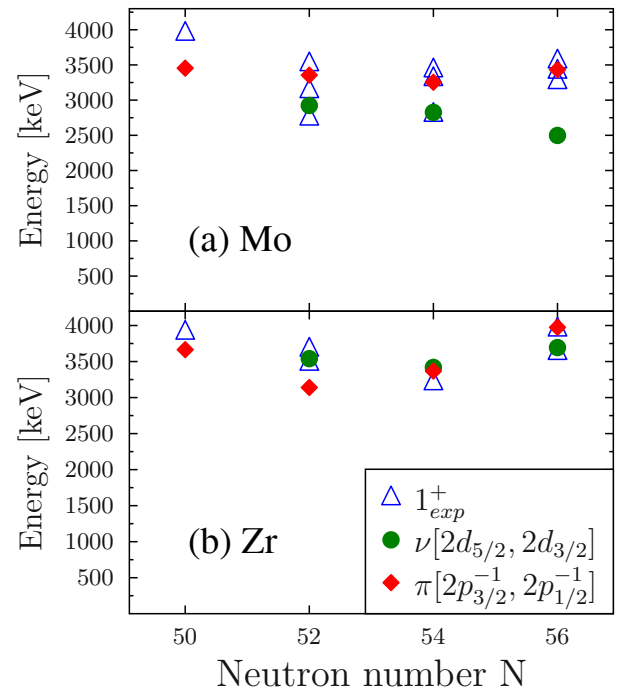 4000
3500
3000
2500
2000
1500
1000
500
Energy [keV]
(a) Mo
4000
3500
3000
2500
2000
1500
1000
500
Energy [keV]
(b) Zr
1⁺exp
ν[2d5/2, 2d3/2]
π[2p⁻¹3/2, 2p⁻¹1/2]
50 52 54 56
Neutron number N